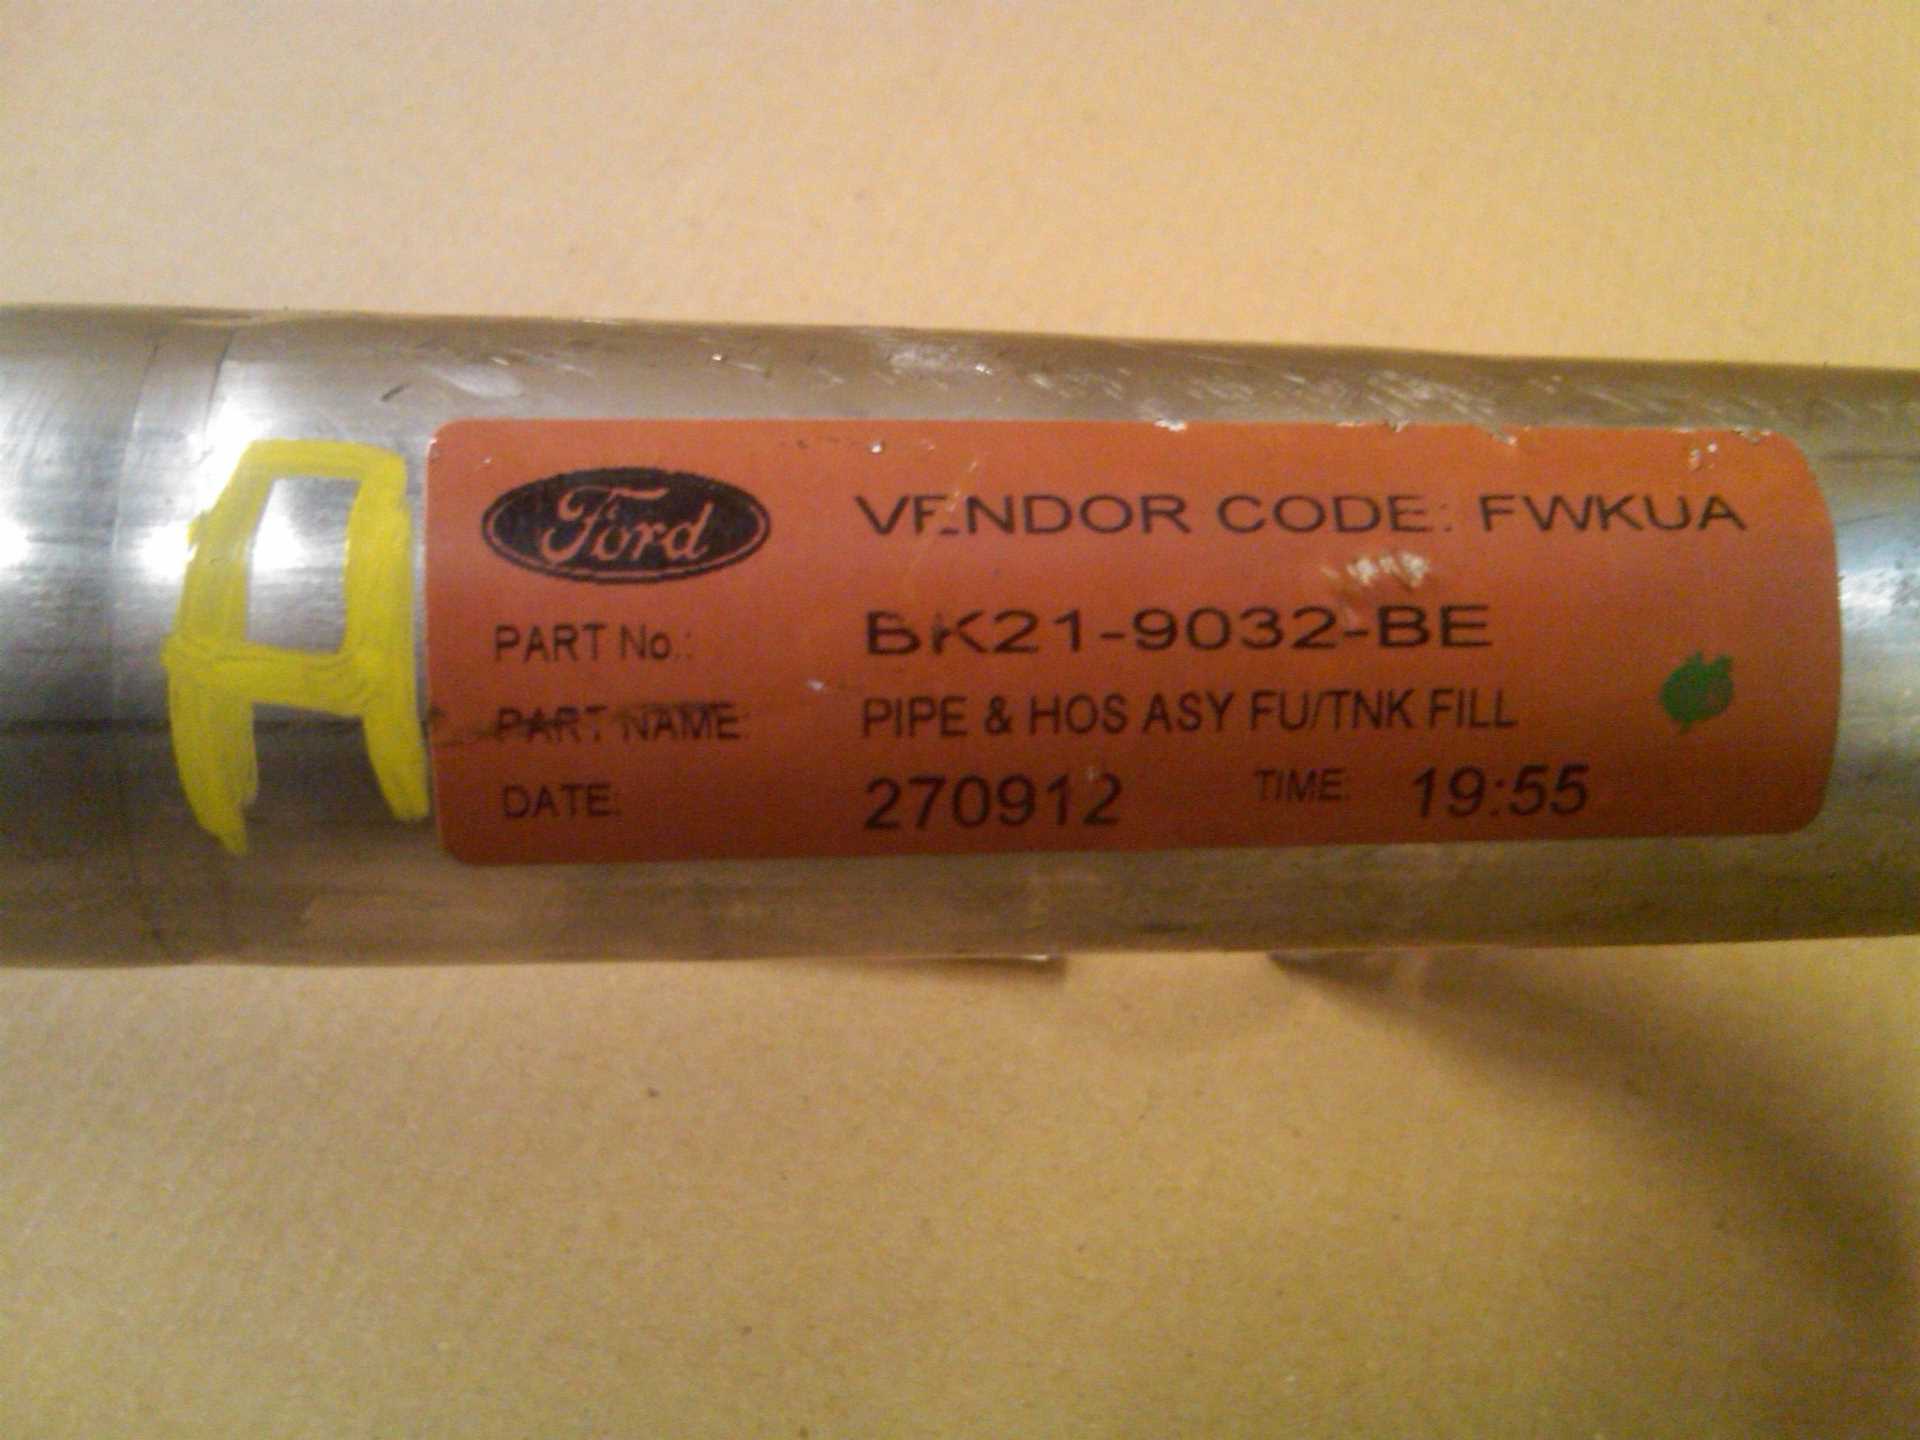 A
Ford
VENDOR CODE: FWKUA
PART No.: BK21-9032-BE
PART NAME: PIPE & HOS ASY FU/TNK FILL
DATE: 270912 TIME: 19:55